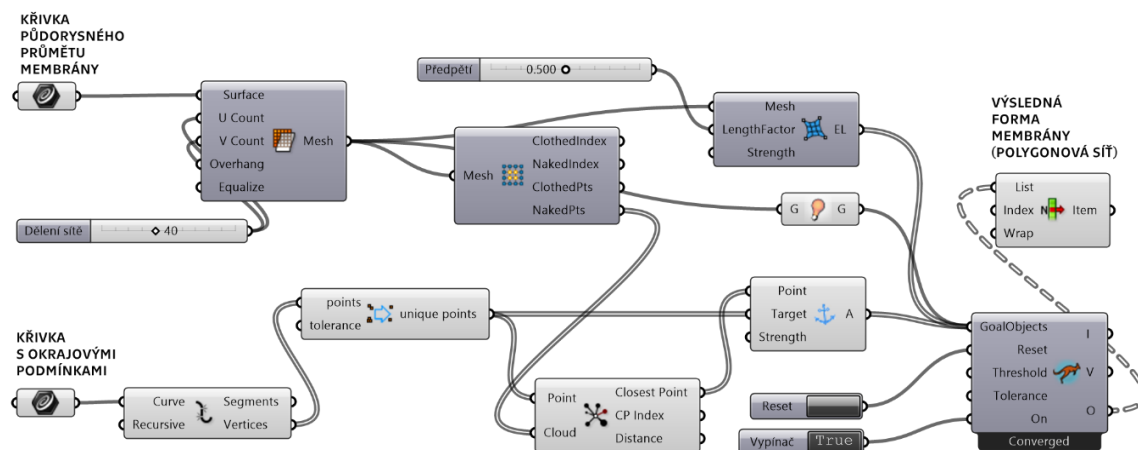 KŘIVKA
PŮDORYSNÉHO
PRŮMĚTU
MEMBRÁNY
Surface
U Count
V Count
Overhang
Equalize
Mesh
Dělení sítě
40
Předpětí
0.500
Mesh
ClothedIndex
NakedIndex
ClothedPts
NakedPts
Mesh
LengthFactor
Strength
EL
G
G
VÝSLEDNÁ
FORMA
MEMBRÁNY
(POLYGONOVÁ SÍŤ)
List
Index
Wrap
N
Item
points
tolerance
unique points
Point
Target
Strength
A
KŘIVKA
S OKRAJOVÝMI
PODMÍNKAMI
Curve
Recursive
Segments
Vertices
Point
Cloud
Closest Point
CP Index
Distance
Reset
Vypínač
True
GoalObjects
Reset
Threshold
Tolerance
On
I
V
O
Converged